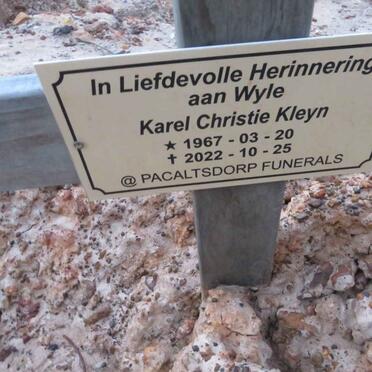 In Liefdevolle Herinnering
aan Wyle
Karel Christie Kleyn
★ 1967 - 03 - 20
✝ 2022 - 10 - 25
@ PACALTSDORP FUNERALS